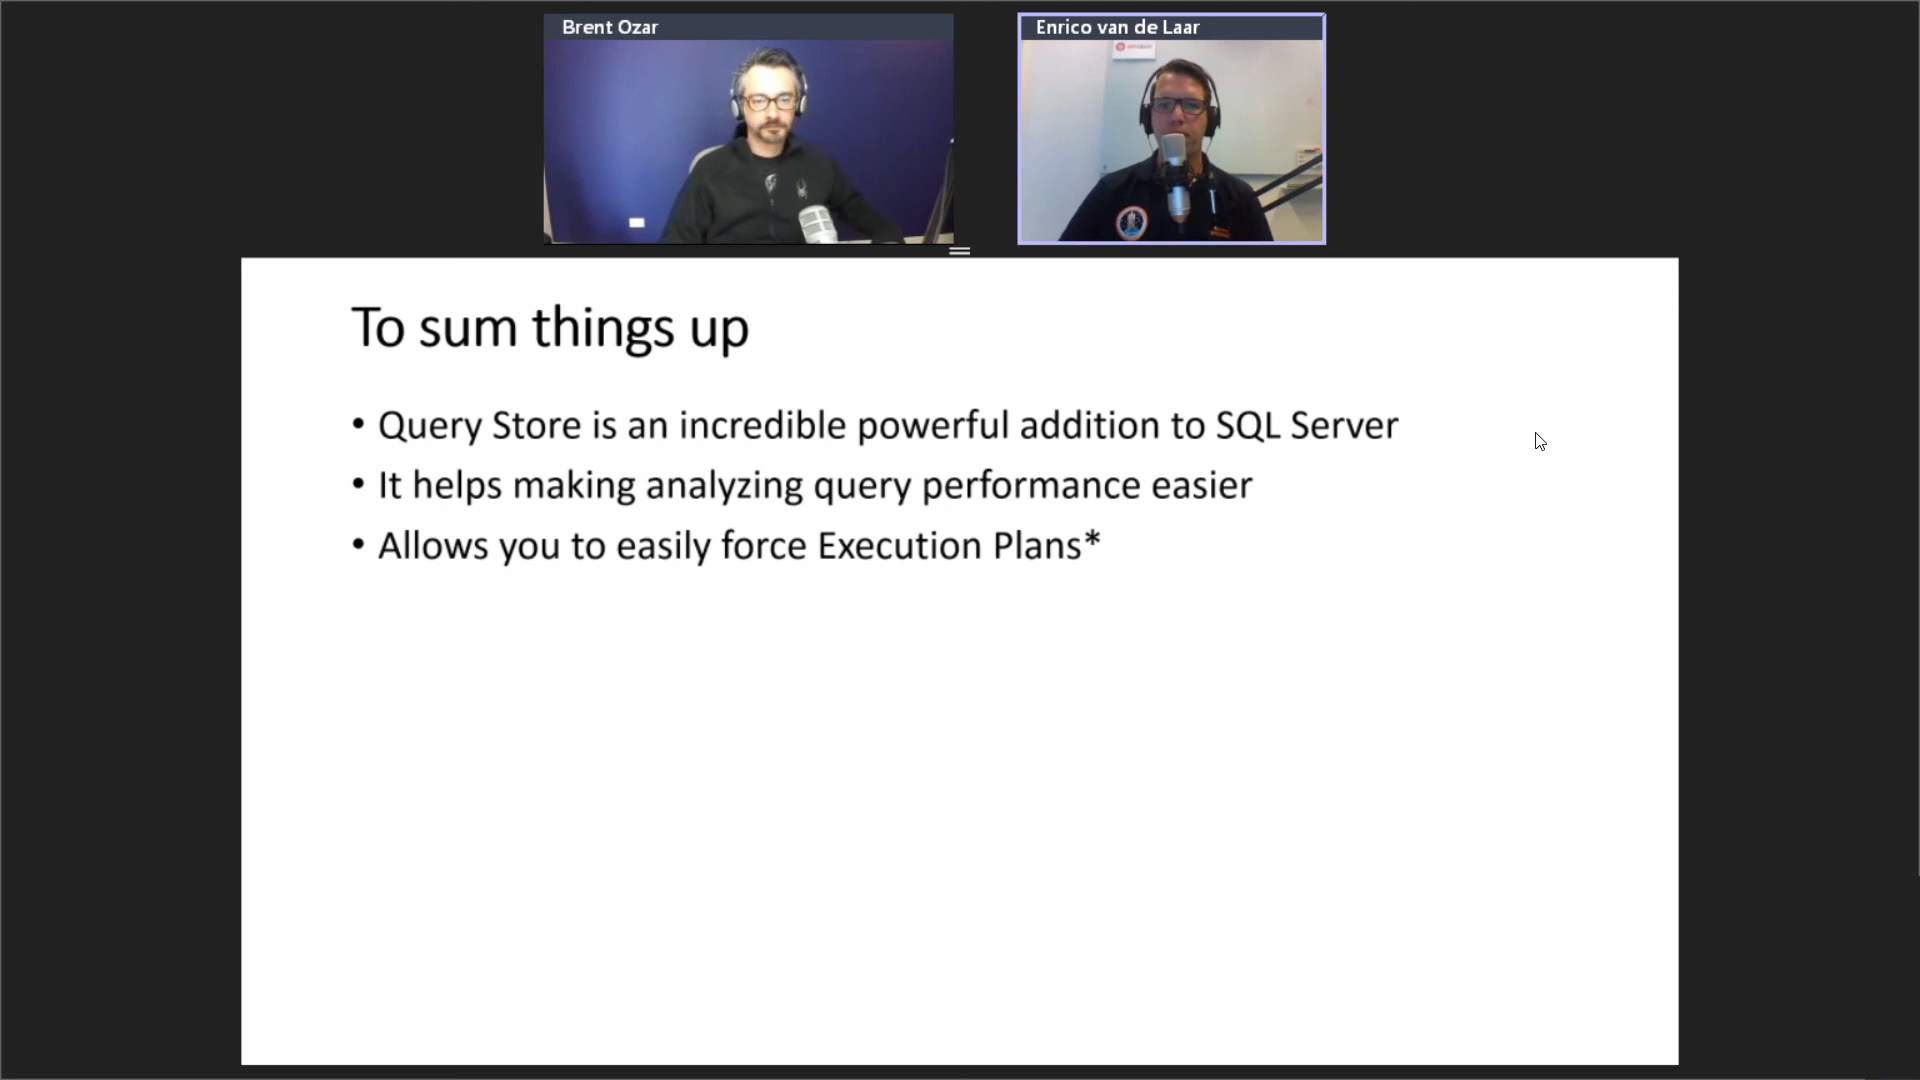 Brent Ozar
Enrico van de Laar
To sum things up
• Query Store is an incredible powerful addition to SQL Server
• It helps making analyzing query performance easier
• Allows you to easily force Execution Plans*